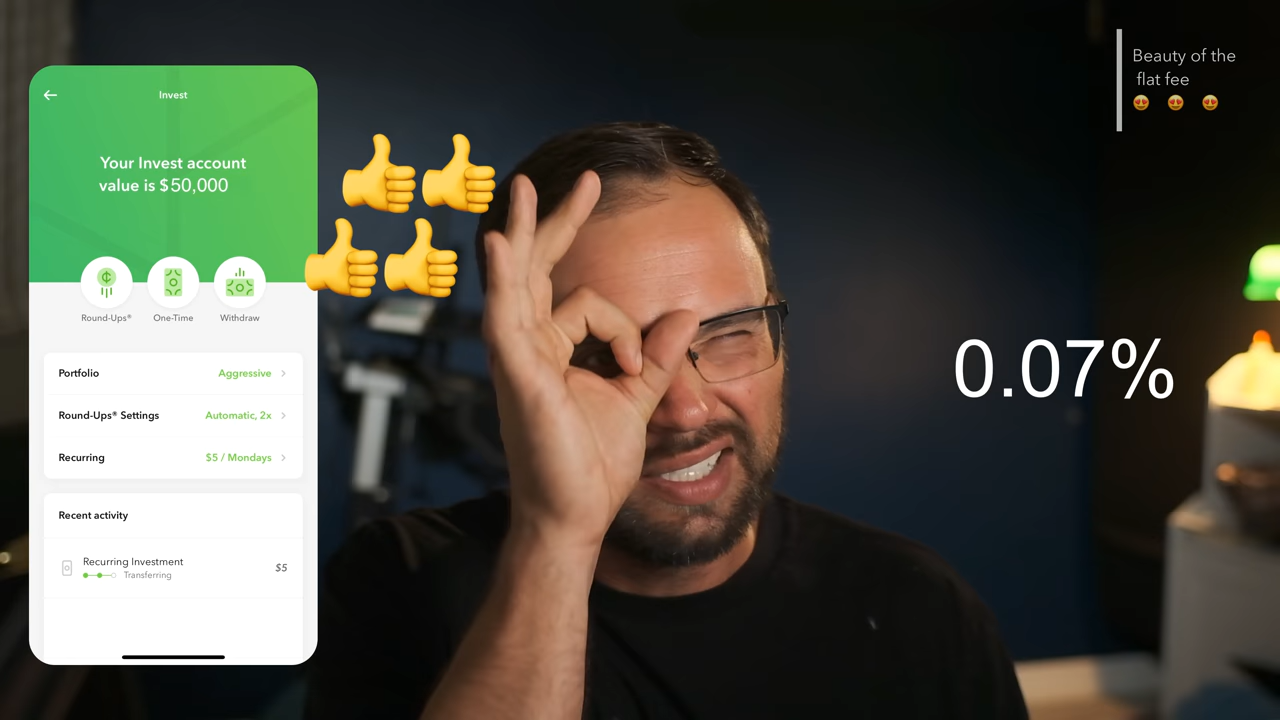 Invest
Your Invest account
value is $50,000
Round-Ups®
One-Time
Withdraw
Portfolio
Aggressive
Round-Ups® Settings
Automatic, 2x
Recurring
$5 / Mondays
Recent activity
Recurring Investment
$5
Transferring
Beauty of the
flat fee
0.07%